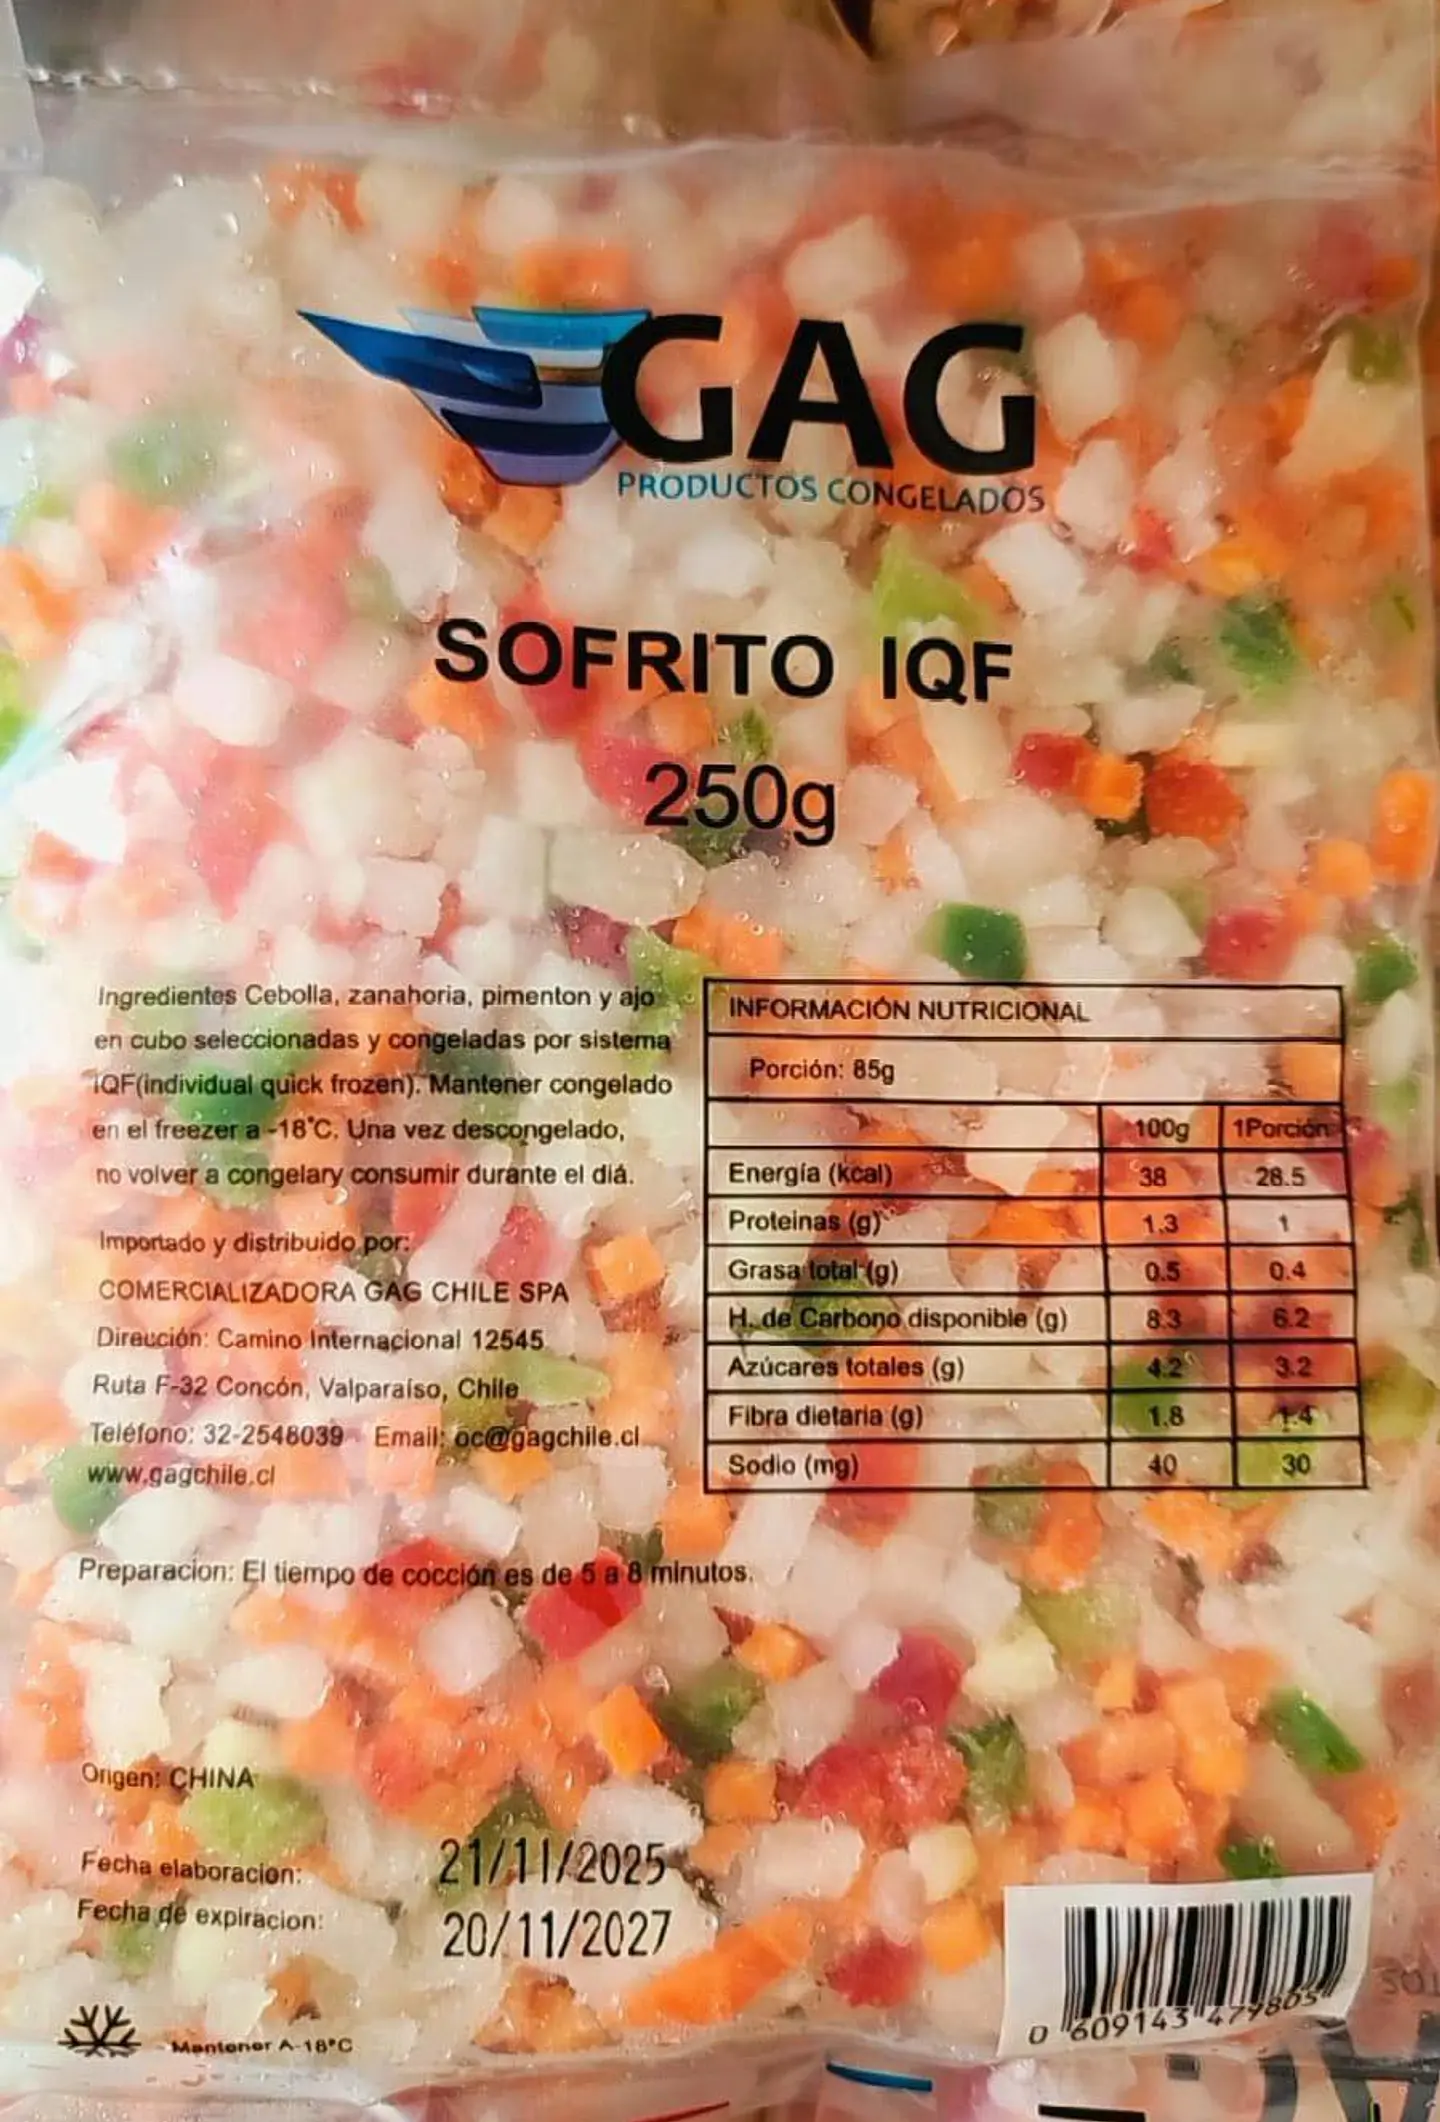 GAG
PRODUCTOS CONGELADOS
SOFRITO IQF
250g
Ingredientes Cebolla, zanahoria, pimenton y ajo
en cubo seleccionadas y congeladas por sistema
IQF(individual quick frozen). Mantener congelado
en el freezer a -18°C. Una vez descongelado,
no volver a congelary consumir durante el diá.
Importado y distribuido por:
COMERCIALIZADORA GAG CHILE SPA
Dirección: Camino Internacional 12545
Ruta F-32 Concón, Valparaíso, Chile
Teléfono: 32-2548039 Email: oc@gagchile.cl
www.gagchile.cl
INFORMACIÓN NUTRICIONAL
Porción: 85g
100g 1Porción
Energía (kcal) 38 28.5
Proteinas (g) 1.3 1
Grasa total (g) 0.5 0.4
H. de Carbono disponible (g) 8.3 6.2
Azúcares totales (g) 4.2 3.2
Fibra dietaria (g) 1.8 1.4
Sodio (mg) 40 30
Preparacion: El tiempo de cocción es de 5 a 8 minutos.
Origen: CHINA
Fecha elaboracion: 21/11/2025
Fecha de expiracion: 20/11/2027
Mantener A-18°C
0 609143 479805